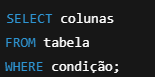 SELECT colunas
FROM tabela
WHERE condição;